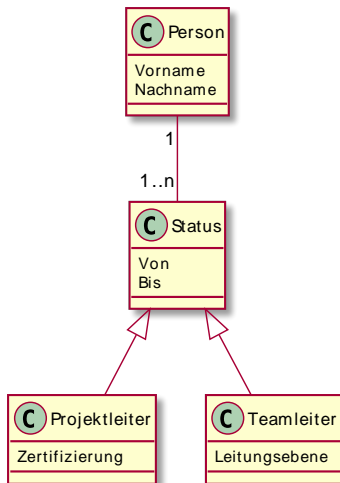 C Person
Vorname
Nachname
1
1..n
C Status
Von
Bis
C Projektleiter
Zertifizierung
C Teamleiter
Leitungsebene